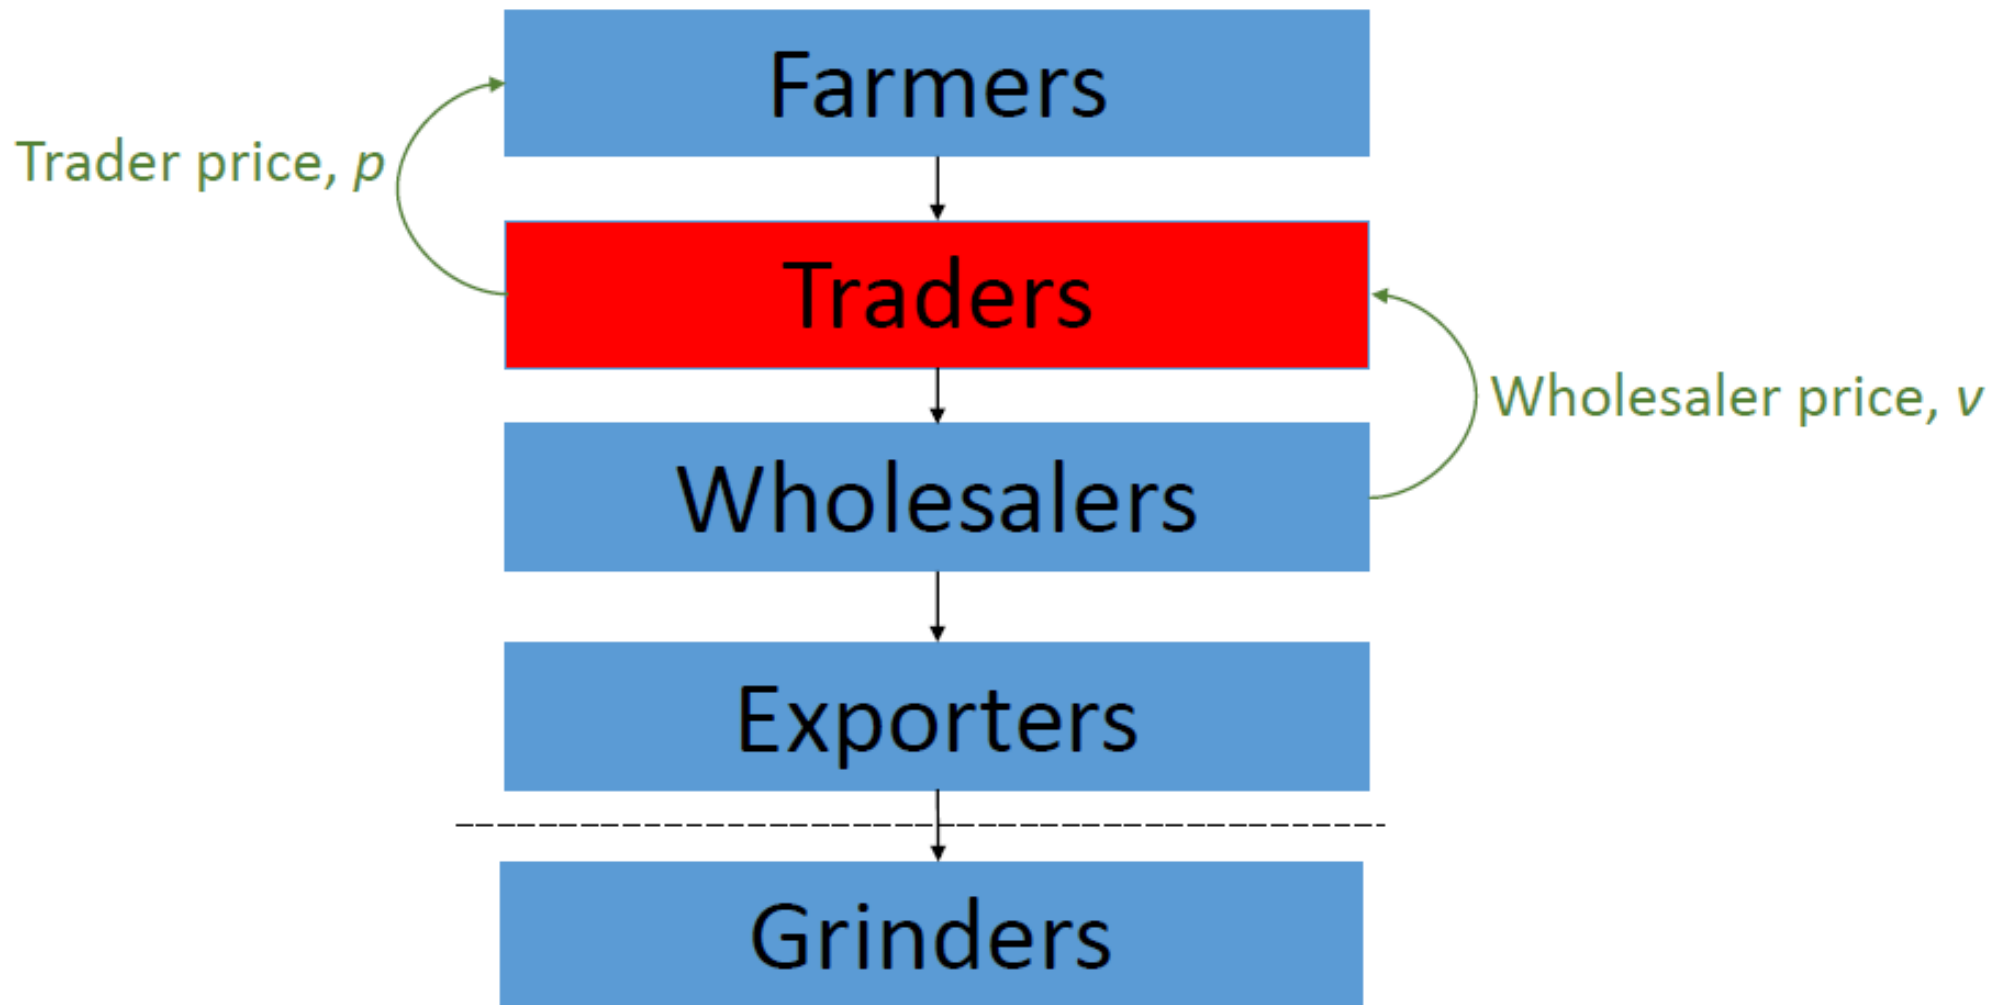 Farmers
Trader price, p
Traders
Wholesaler price, v
Wholesalers
Exporters
Grinders